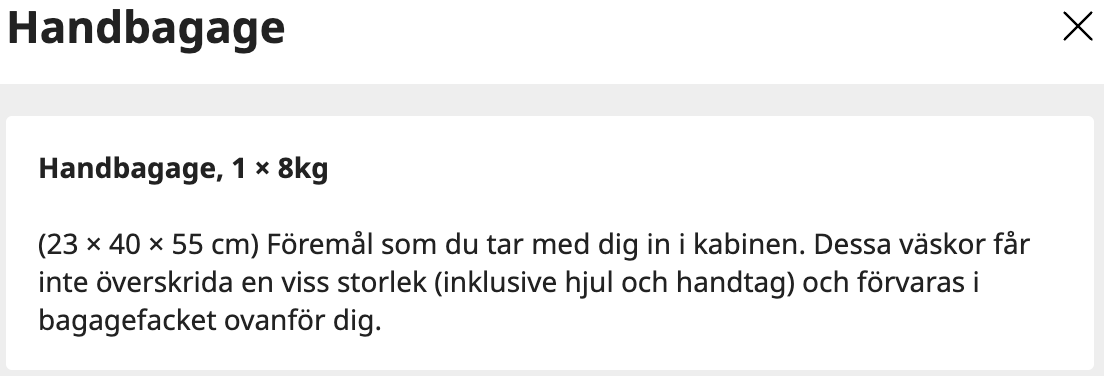 Handbagage
Handbagage, 1 × 8kg
(23 × 40 × 55 cm) Föremål som du tar med dig in i kabinen. Dessa väskor får
inte överskrida en viss storlek (inklusive hjul och handtag) och förvaras i
bagagefacket ovanför dig.